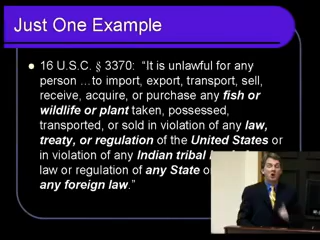 Just One Example
16 U.S.C. § 3370: “It is unlawful for any
person …to import, export, transport, sell,
receive, acquire, or purchase any fish or
wildlife or plant taken, possessed,
transported, or sold in violation of any law,
treaty, or regulation of the United States or
in violation of any Indian tribal
law or regulation of any State
any foreign law.”